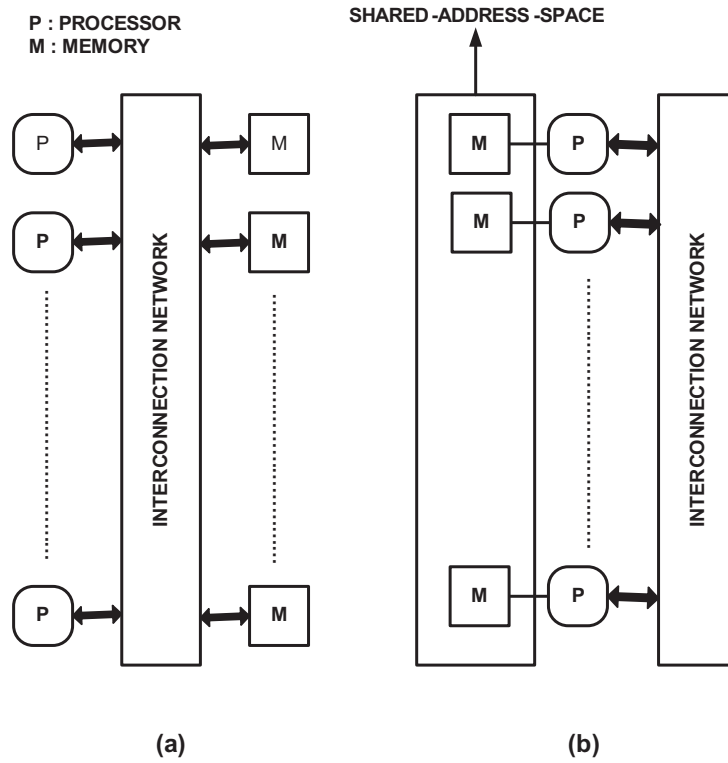 P : PROCESSOR
M : MEMORY
SHARED -ADDRESS -SPACE
P
M
P
M
P
M
INTERCONNECTION NETWORK
M
P
M
P
M
P
INTERCONNECTION NETWORK
(a)
(b)